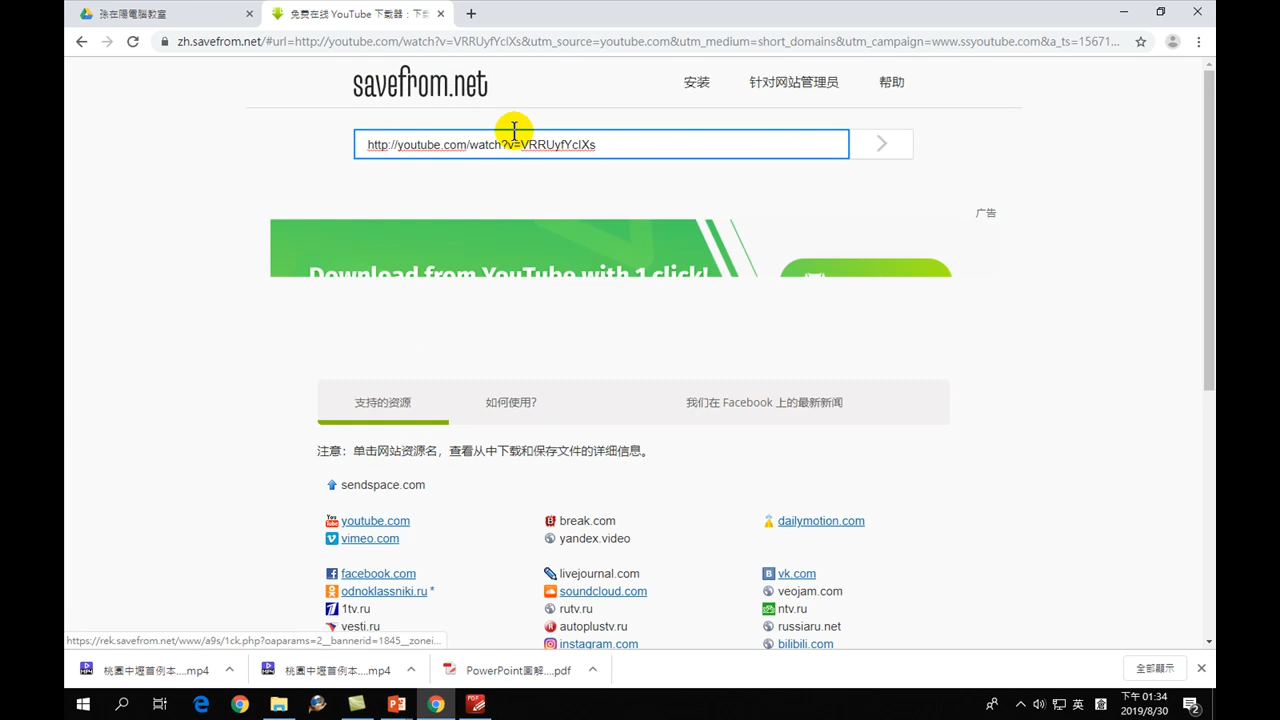 孫在陽電腦教室
免費在线 YouTube 下載器：下載
zh.savefrom.net/#url=http://youtube.com/watch?v=VRRUyfYclXs&utm_source=youtube.com&utm_medium=short_domains&utm_campaign=www.ssyoutube.com&a_ts=15671...
savefrom.net
安装 针对网站管理员 帮助
http://youtube.com/watch?v=VRRUyfYclXs
广告
Download from YouTube with 1 click!
支持的资源 如何使用? 我们在 Facebook 上的最新新闻
注意：单击网站资源名，查看从中下载和保存文件的详细信息。
sendspace.com
youtube.com break.com dailymotion.com
vimeo.com yandex.video
facebook.com livejournal.com vk.com
odnoklassniki.ru * soundcloud.com veojam.com
1tv.ru rutv.ru ntv.ru
vesti.ru autoplustv.ru russiaru.net
instagram.com bilibili.com
https://rek.savefrom.net/www/a9s/1ck.php?oaparams=2__bannerid=1845__zonei...
桃園中壢首例本....mp4 桃園中壢首例本....mp4 PowerPoint圖解....pdf 全部顯示
英 下午 01:34
2019/8/30
2